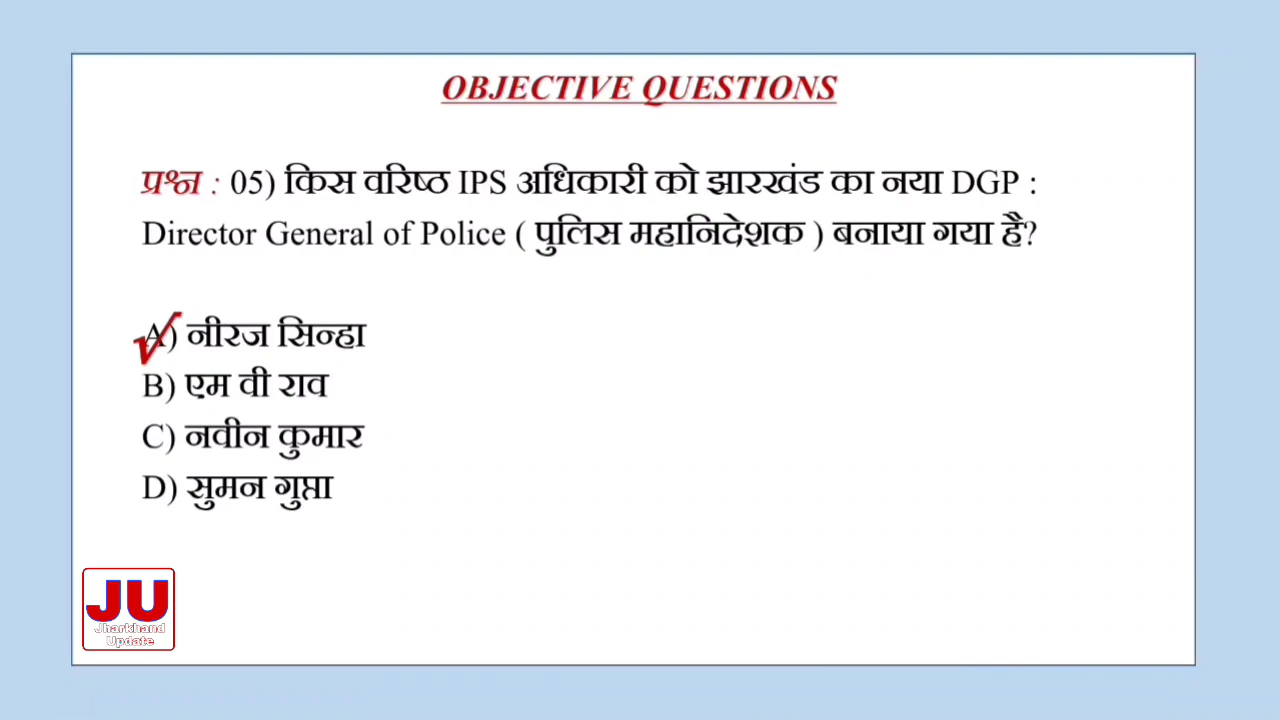 OBJECTIVE QUESTIONS
प्रश्न : 05) किस वरिष्ठ IPS अधिकारी को झारखंड का नया DGP :
Director General of Police ( पुलिस महानिदेशक ) बनाया गया है?
A) नीरज सिन्हा
B) एम वी राव
C) नवीन कुमार
D) सुमन गुप्ता
JU
Jharkhand
Update